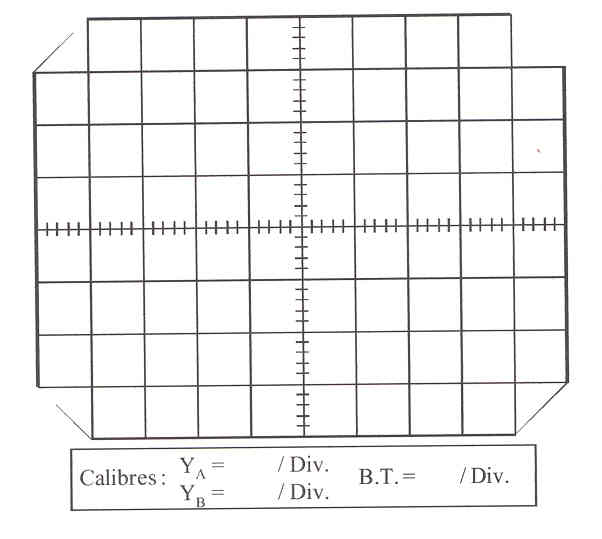 Calibres : Y_A = / Div. B.T. = / Div.
Y_B = / Div.